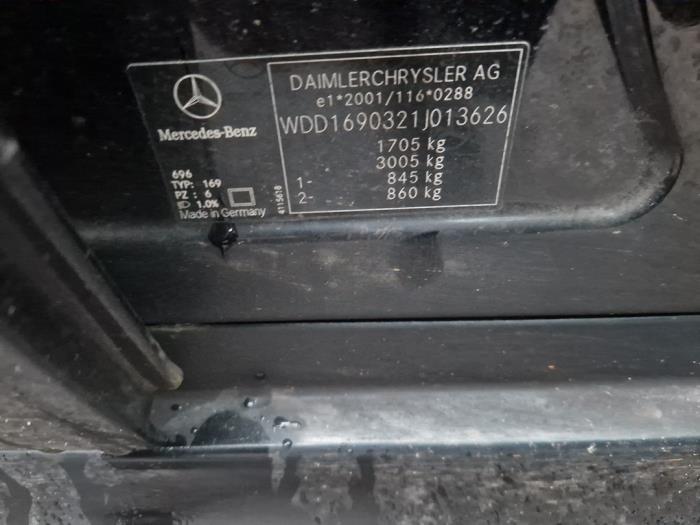 DAIMLERCHRYSLER AG
e1*2001/116*0288
WDD1690321J013626
1705 kg
3005 kg
1- 845 kg
2- 860 kg
Mercedes-Benz
696
TYP: 169
PZ : 6
1.0%
Made in Germany
4115618